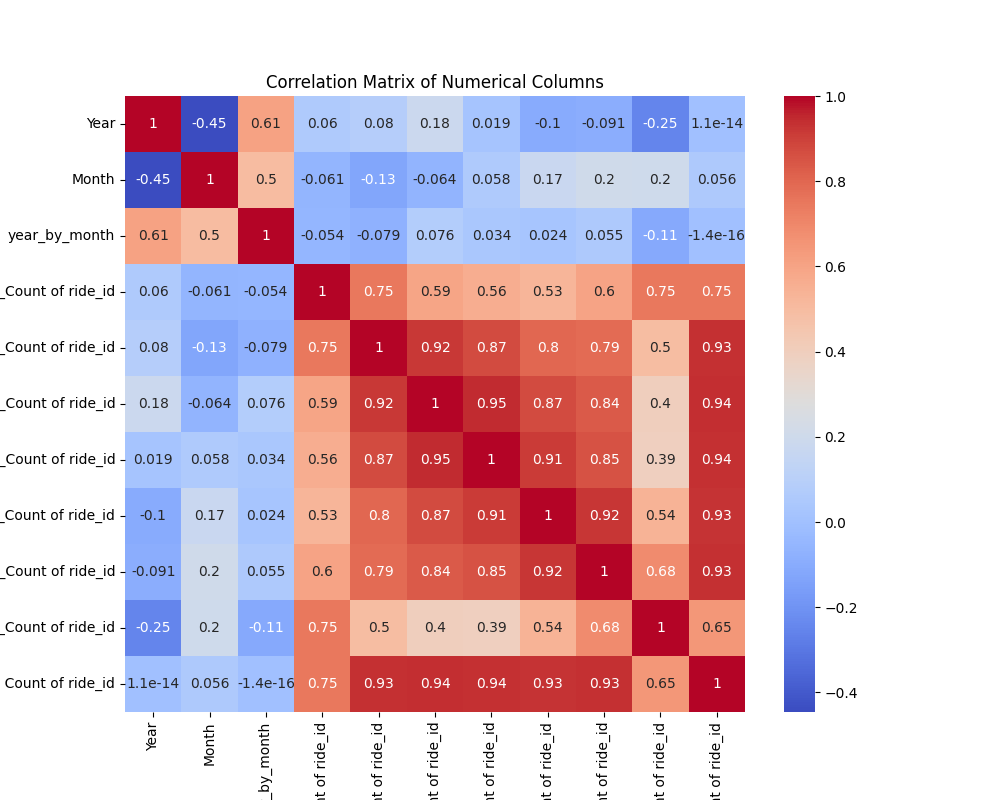 Correlation Matrix of Numerical Columns
Year 1 -0.45 0.61 0.06 0.08 0.18 0.019 -0.1 -0.091 -0.25 1.1e-14
Month -0.45 1 0.5 -0.061 -0.13 -0.064 0.058 0.17 0.2 0.2 0.056
year_by_month 0.61 0.5 1 -0.054 -0.079 0.076 0.034 0.024 0.055 -0.11 -1.4e-16
_Count of ride_id 0.06 -0.061 -0.054 1 0.75 0.59 0.56 0.53 0.6 0.75 0.75
_Count of ride_id 0.08 -0.13 -0.079 0.75 1 0.92 0.87 0.8 0.79 0.5 0.93
_Count of ride_id 0.18 -0.064 0.076 0.59 0.92 1 0.95 0.87 0.84 0.4 0.94
_Count of ride_id 0.019 0.058 0.034 0.56 0.87 0.95 1 0.91 0.85 0.39 0.94
_Count of ride_id -0.1 0.17 0.024 0.53 0.8 0.87 0.91 1 0.92 0.54 0.93
_Count of ride_id -0.091 0.2 0.055 0.6 0.79 0.84 0.85 0.92 1 0.68 0.93
_Count of ride_id -0.25 0.2 -0.11 0.75 0.5 0.4 0.39 0.54 0.68 1 0.65
Count of ride_id 1.1e-14 0.056 -1.4e-16 0.75 0.93 0.94 0.94 0.93 0.93 0.65 1
Year
Month
_by_month
nt of ride_id
nt of ride_id
nt of ride_id
nt of ride_id
nt of ride_id
nt of ride_id
nt of ride_id
nt of ride_id
1.0
0.8
0.6
0.4
0.2
0.0
−0.2
−0.4